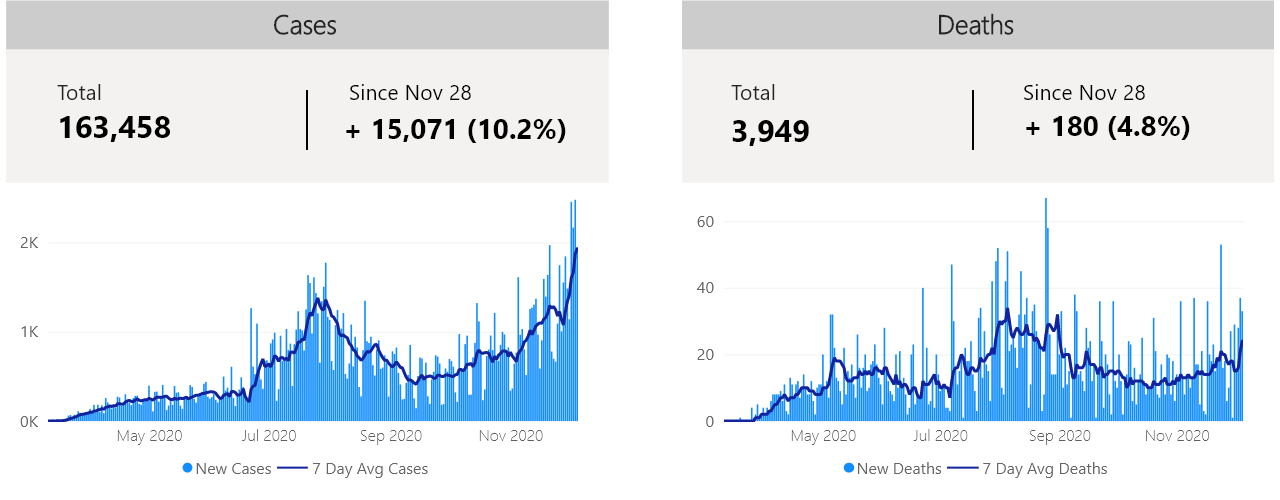 Cases
Total
163,458
Since Nov 28
+ 15,071 (10.2%)
2K
1K
0K
May 2020 Jul 2020 Sep 2020 Nov 2020
New Cases 7 Day Avg Cases
Deaths
Total
3,949
Since Nov 28
+ 180 (4.8%)
60
40
20
0
May 2020 Jul 2020 Sep 2020 Nov 2020
New Deaths 7 Day Avg Deaths